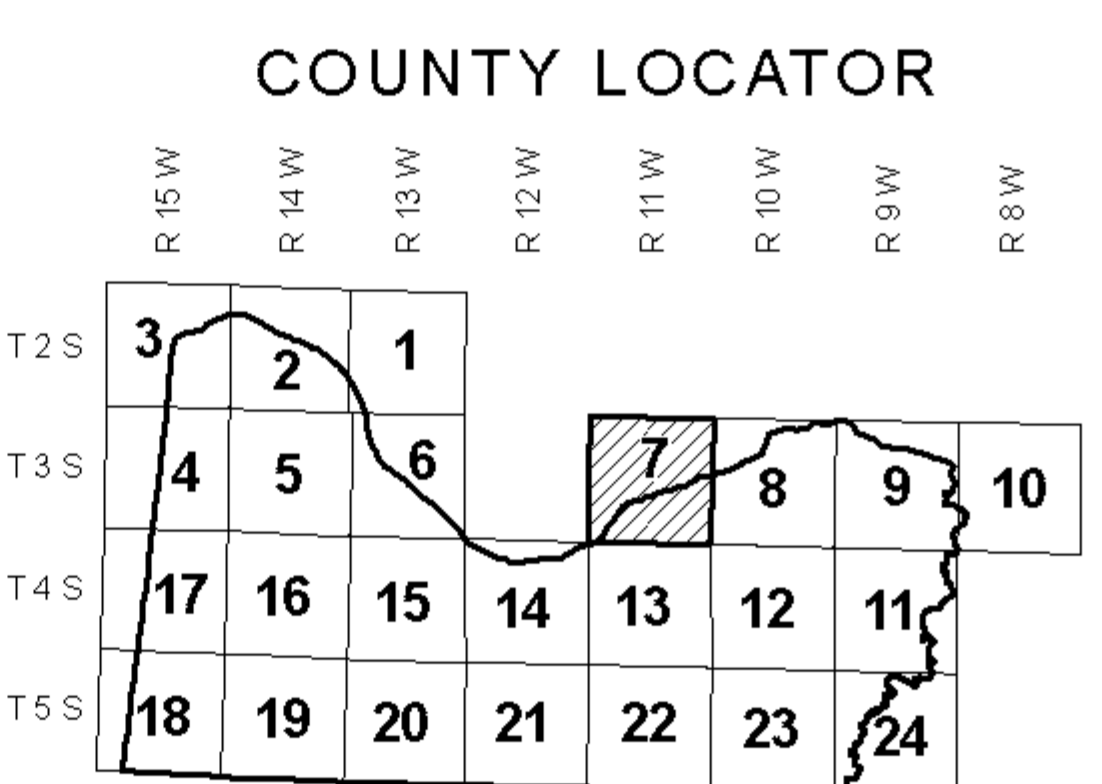 COUNTY LOCATOR
R 15 W R 14 W R 13 W R 12 W R 11 W R 10 W R 9 W R 8 W
T 2 S 3 2 1
T 3 S 4 5 6 7 8 9 10
T 4 S 17 16 15 14 13 12 11
T 5 S 18 19 20 21 22 23 24